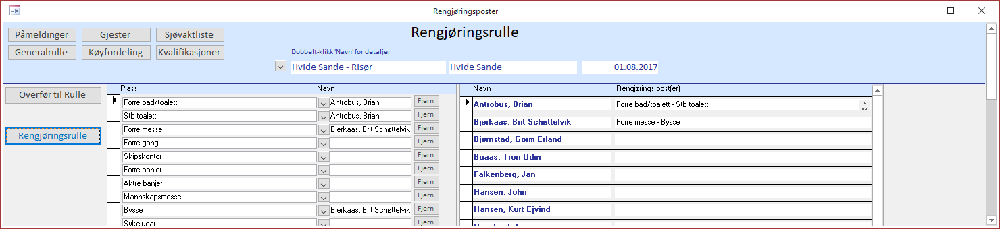 Rengjøringsposter
Påmeldinger Gjester Sjøvaktliste
Rengjøringsrulle
Generalrulle Køyfordeling Kvalifikasjoner
Dobbelt-klikk 'Navn' for detaljer
Hvide Sande - Risør Hvide Sande 01.08.2017
Overfør til Rulle
Rengjøringsrulle
Plass Navn
Forre bad/toalett Antrobus, Brian Fjern
Stb toalett Antrobus, Brian Fjern
Forre messe Bjerkaas, Brit Schøttelvik Fjern
Forre gang Fjern
Skipskontor Fjern
Forre banjer Fjern
Aktre banjer Fjern
Mannskapsmesse Fjern
Bysse Bjerkaas, Brit Schøttelvik Fjern
Sykelugar Fjern
Navn Rengjørings post(er)
Antrobus, Brian Forre bad/toalett - Stb toalett
Bjerkaas, Brit Schøttelvik Forre messe - Bysse
Bjørnstad, Gorm Erland
Buaas, Tron Odin
Falkenberg, Jan
Hansen, John
Hansen, Kurt Ejvind